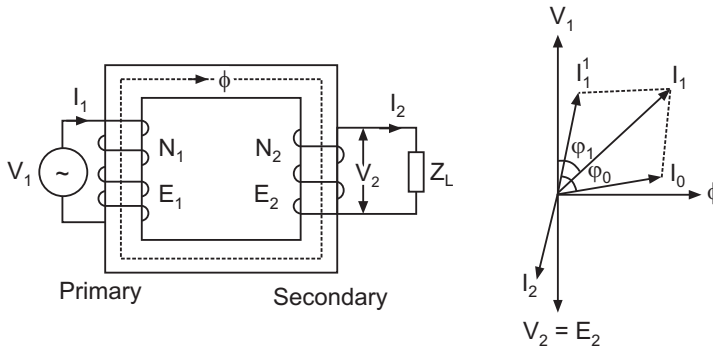 ϕ
I₁
I₂
V₁
~
N₁
N₂
E₁
E₂
V₂
Z_L
Primary
Secondary
V₁
I₁¹
I₁
φ₁
φ₀
I₀
ϕ
I₂
V₂ = E₂